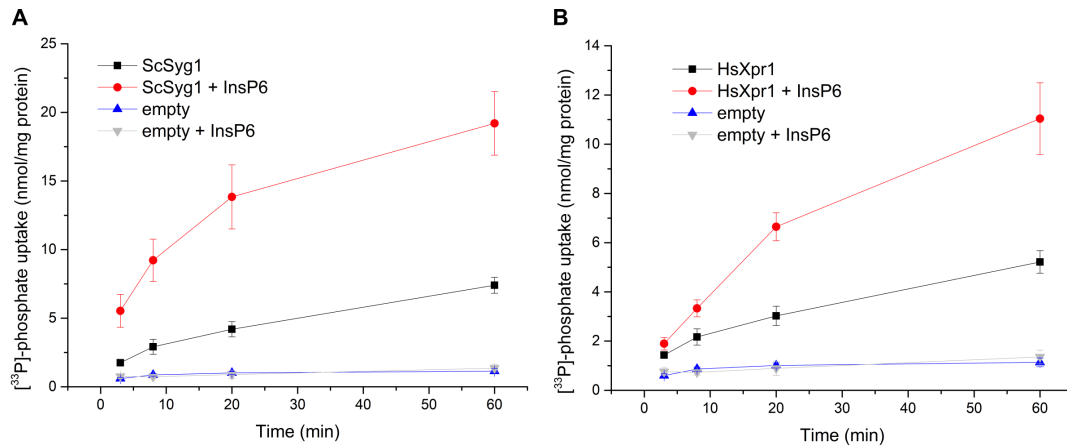 A
25
20
15
10
5
0
[³³P]-phosphate uptake (nmol/mg protein)
ScSyg1
ScSyg1 + InsP6
empty
empty + InsP6
0 10 20 30 40 50 60
Time (min)
B
14
12
10
8
6
4
2
0
[³³P]-phosphate uptake (nmol/mg protein)
HsXpr1
HsXpr1 + InsP6
empty
empty + InsP6
0 10 20 30 40 50 60
Time (min)